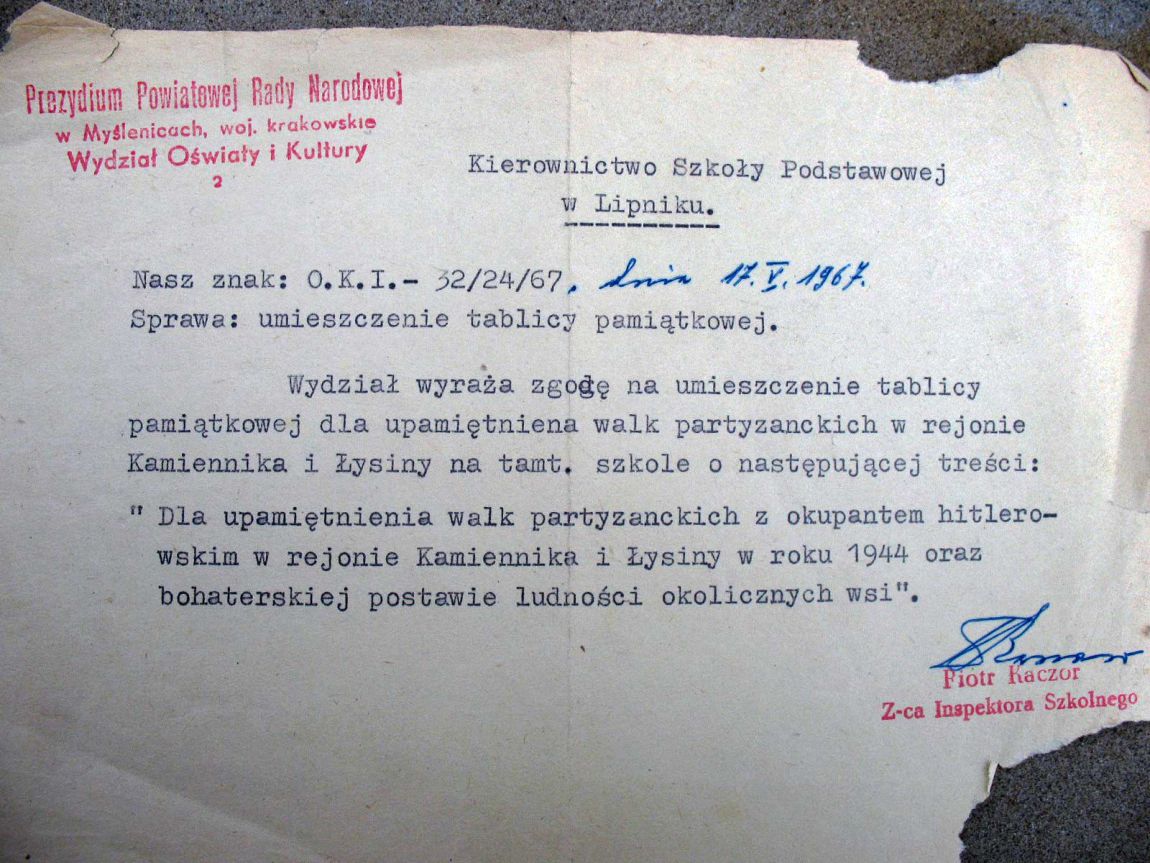 Prezydium Powiatowej Rady Narodowej
w Myślenicach, woj. krakowskie
Wydział Oświaty i Kultury
2
Kierownictwo Szkoły Podstawowej
w Lipniku.
Nasz znak: O.K.I.- 32/24/67, dnia 17.V.1967.
Sprawa: umieszczenie tablicy pamiątkowej.
Wydział wyraża zgodę na umieszczenie tablicy
pamiątkowej dla upamiętniena walk partyzanckich w rejonie
Kamiennika i Łysiny na tamt. szkole o następującej treści:
" Dla upamiętnienia walk partyzanckich z okupantem hitlero-
wskim w rejonie Kamiennika i Łysiny w roku 1944 oraz
bohaterskiej postawie ludności okolicznych wsi".
Piotr Kaczor
Z-ca Inspektora Szkolnego